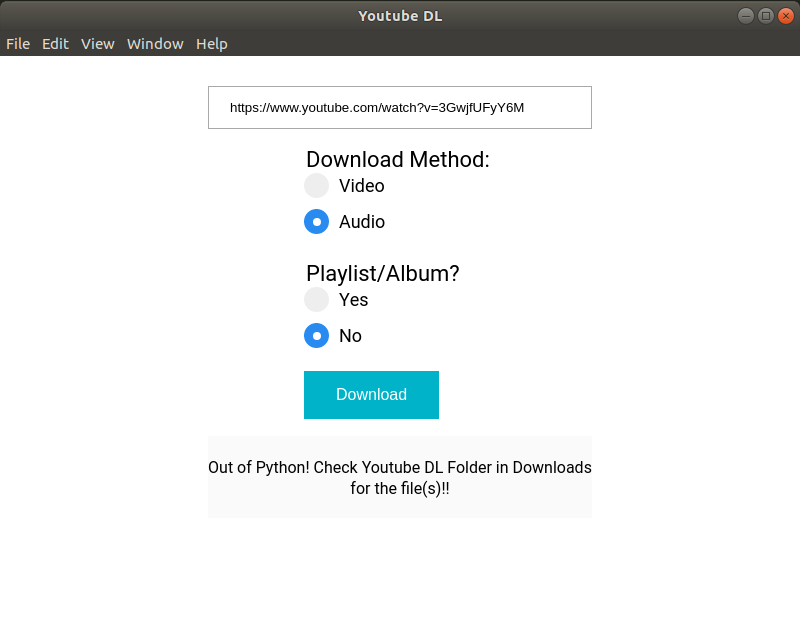 Youtube DL
File Edit View Window Help
https://www.youtube.com/watch?v=3GwjfUFyY6M
Download Method:
Video
Audio
Playlist/Album?
Yes
No
Download
Out of Python! Check Youtube DL Folder in Downloads
for the file(s)!!